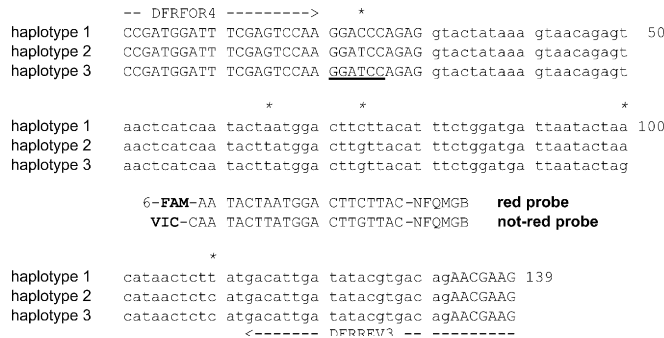 -- DFRFOR4 ---------> *
haplotype 1 CCGATGGATT TCGAGTCCAA GGACCCAGAG gtactataaa gtaacagagt 50
haplotype 2 CCGATGGATT TCGAGTCCAA GGATCCAGAG gtactataaa gtaacagagt
haplotype 3 CCGATGGATT TCGAGTCCAA GGATCCAGAG gtactataaa gtaacagagt
* * *
haplotype 1 aactcatcaa tactaatgga cttcttacat ttctggatga ttaatactaa 100
haplotype 2 aactcatcaa tacttatgga cttgttacat ttctggatga ttaatactaa
haplotype 3 aactcatcaa tacttatgga cttgttacat ttctggatga ttaatactag
6-FAM-AA TACTAATGGA CTTCTTAC-NFQMGB red probe
VIC-CAA TACTTATGGA CTTGTTAC-NFQMGB not-red probe
*
haplotype 1 cataactctt atgacattga tatacgtgac agAACGAAG 139
haplotype 2 cataactctc atgacattga tatacgtgac agAACGAAG
haplotype 3 cataactctc atgacattga tatacgtgac agAACGAAG
<------- DFRREV3 -- ---------